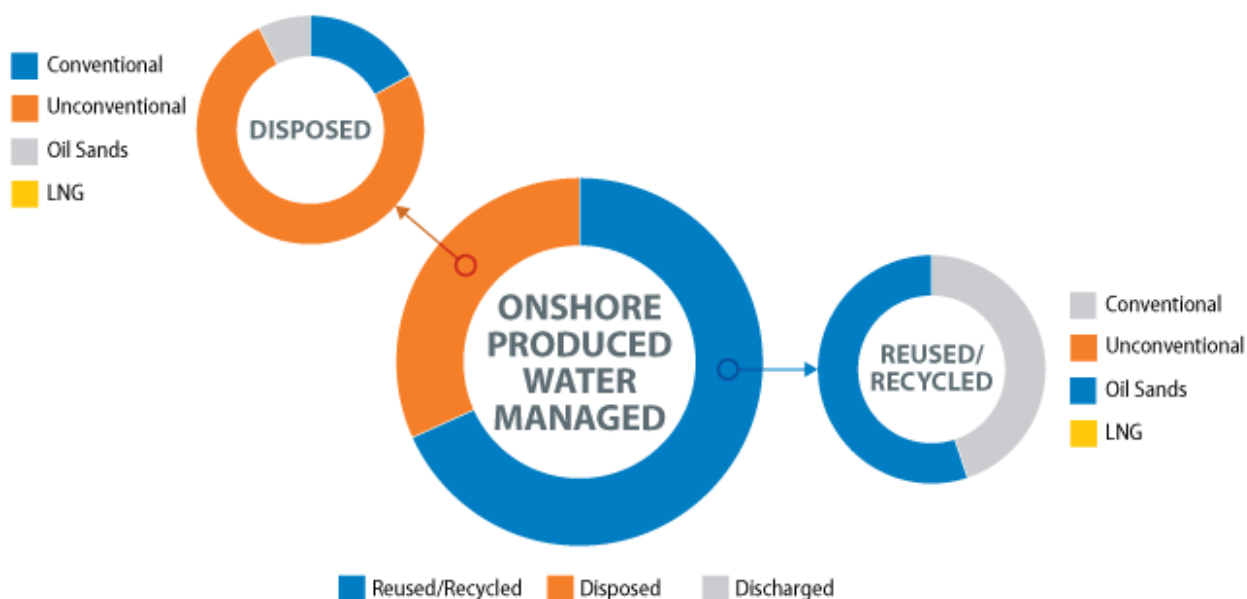 Conventional
Unconventional
Oil Sands
LNG
DISPOSED
ONSHORE
PRODUCED
WATER
MANAGED
REUSED/
RECYCLED
Conventional
Unconventional
Oil Sands
LNG
Reused/Recycled Disposed Discharged